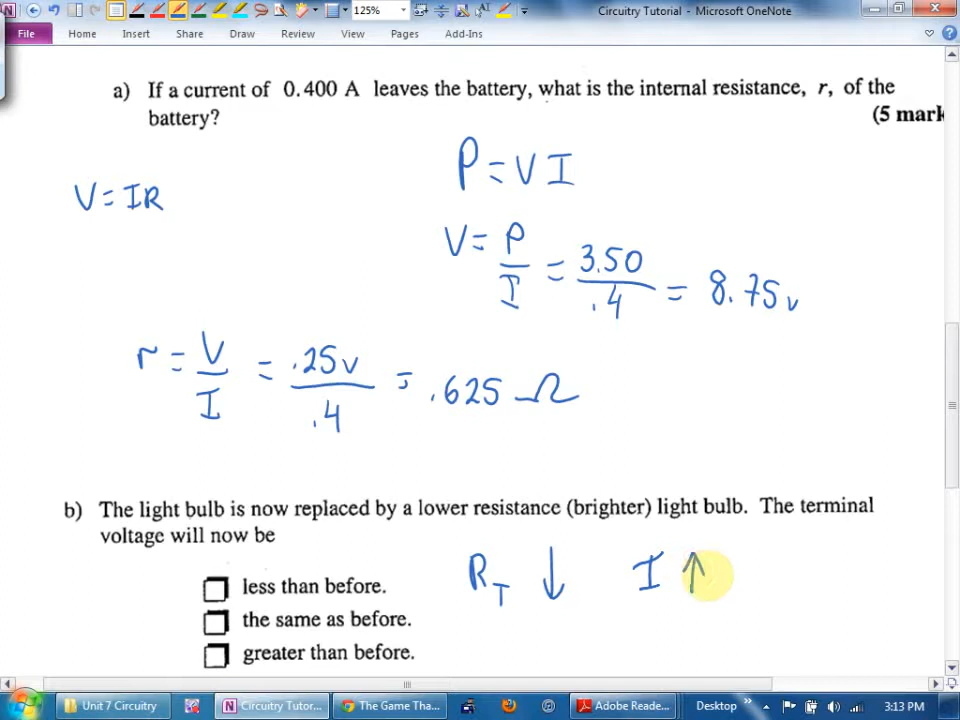 125%
Circuitry Tutorial - Microsoft OneNote
File Home Insert Share Draw Review View Pages Add-Ins
a) If a current of 0.400 A leaves the battery, what is the internal resistance, r, of the
battery?
(5 mark
P = V I
V = IR
V = P/I = 3.50/.4 = 8.75 v
r = V/I = .25v/.4 = .625 Ω
b) The light bulb is now replaced by a lower resistance (brighter) light bulb. The terminal
voltage will now be
less than before.
the same as before.
greater than before.
R_T ↓ I ↑
Unit 7 Circuitry
Circuitry Tutor...
The Game Tha...
Adobe Reade...
Desktop
3:13 PM